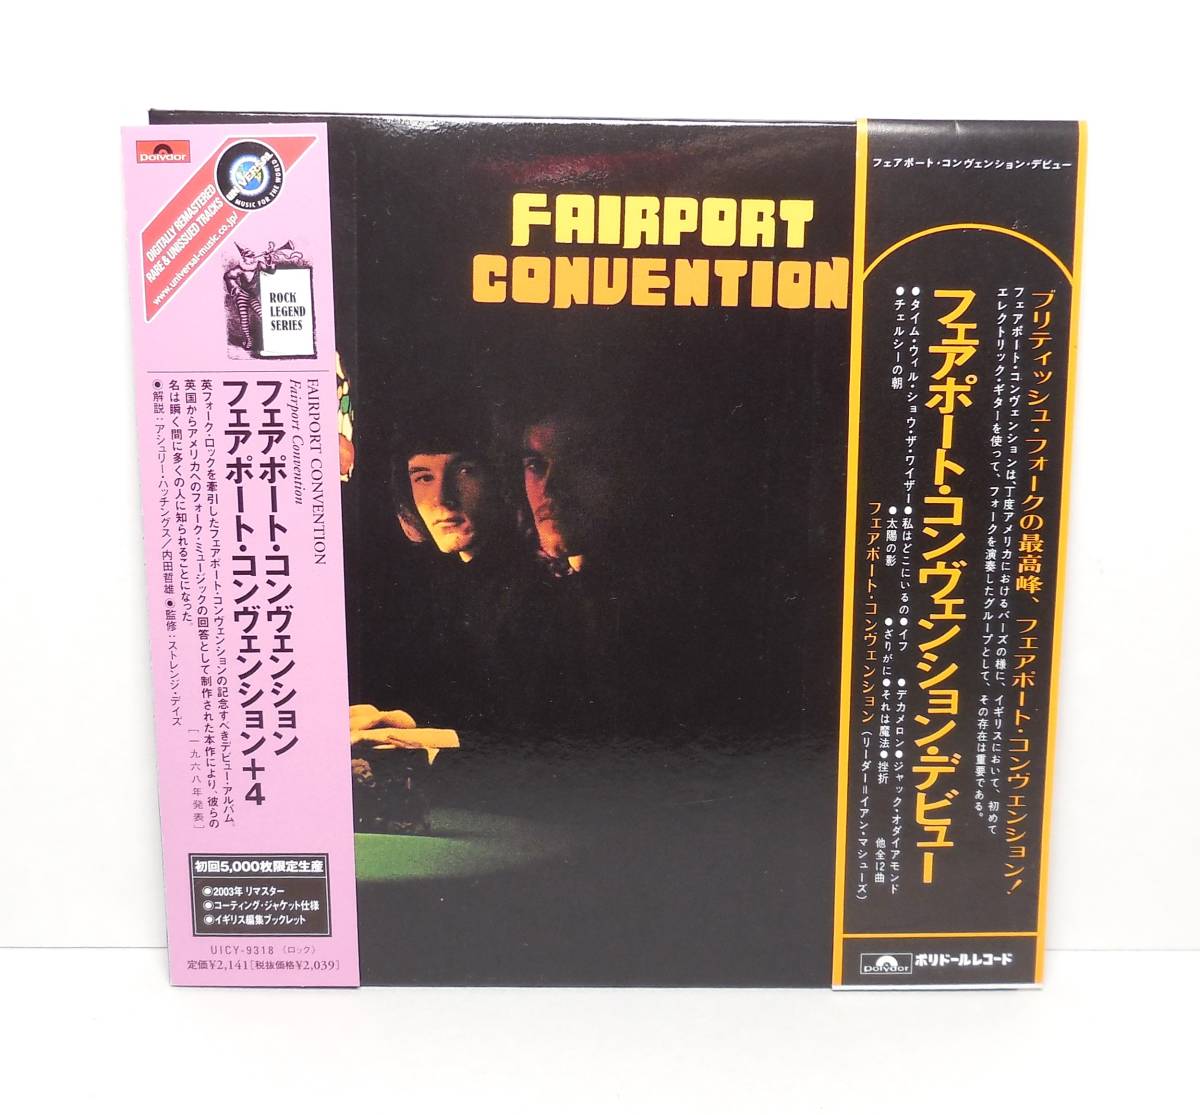 polydor
UNIVERSAL
MUSIC FOR THE WORLD
DIGITALLY REMASTERED
RARE & UNISSUED TRACKS
www.universal-music.co.jp/
ROCK
LEGEND
SERIES
FAIRPORT CONVENTION
Fairport Convention
フェアポート・コンヴェンション
フェアポート・コンヴェンション+4
英フォーク・ロックを牽引したフェアポート・コンヴェンションの記念すべきデビュー・アルバム。
英国からアメリカへのフォーク・ミュージックの回答として制作された本作により、彼らの
名は瞬く間に多くの人に知られることになった。
[一九六八年発表]
●解説:アシュリー・ハッチングス/内田哲雄●監修:ストレンジ・デイズ
初回5,000枚限定生産
◉2003年 リマスター
◉コーティング・ジャケット仕様
◉イギリス編集ブックレット
UICY-9318 〈ロック〉
定価¥2,141[税抜価格¥2,039]
FAIRPORT
CONVENTION
フェアポート・コンヴェンション・デビュー
ブリティッシュ・フォークの最高峰、フェアポート・コンヴェンション!
フェアポート・コンヴェンションは、丁度アメリカにおけるバーズの様に、イギリスにおいて、初めて
エレクトリック・ギターを使って、フォークを演奏したグループとして、その存在は重要である。
フェアポート・コンヴェンション・デビュー
●タイム・ウィル・ショウ・ザ・ワイザー●私はどこにいるの●イフ ●デカメロン●ジャック・オダイアモンド
●チェルシーの朝 ●太陽の影 ●ざりがに●それは魔法●挫折 他全12曲
フェアポート・コンヴェンション(リーダー=イアン・マシューズ)
polydor
ポリドールレコード